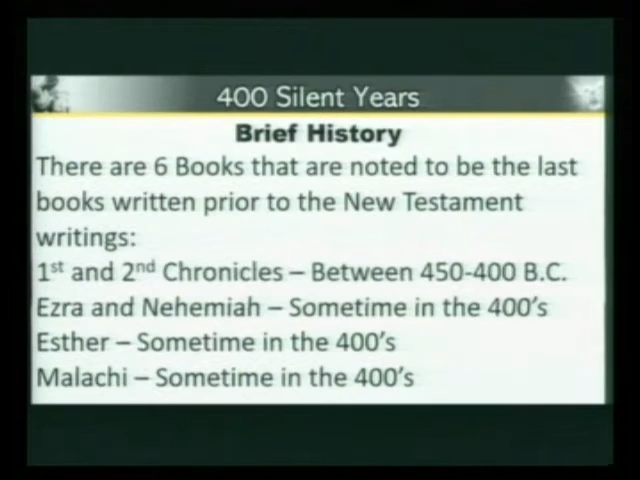 400 Silent Years
Brief History
There are 6 Books that are noted to be the last
books written prior to the New Testament
writings:
1st and 2nd Chronicles – Between 450-400 B.C.
Ezra and Nehemiah – Sometime in the 400's
Esther – Sometime in the 400's
Malachi – Sometime in the 400's